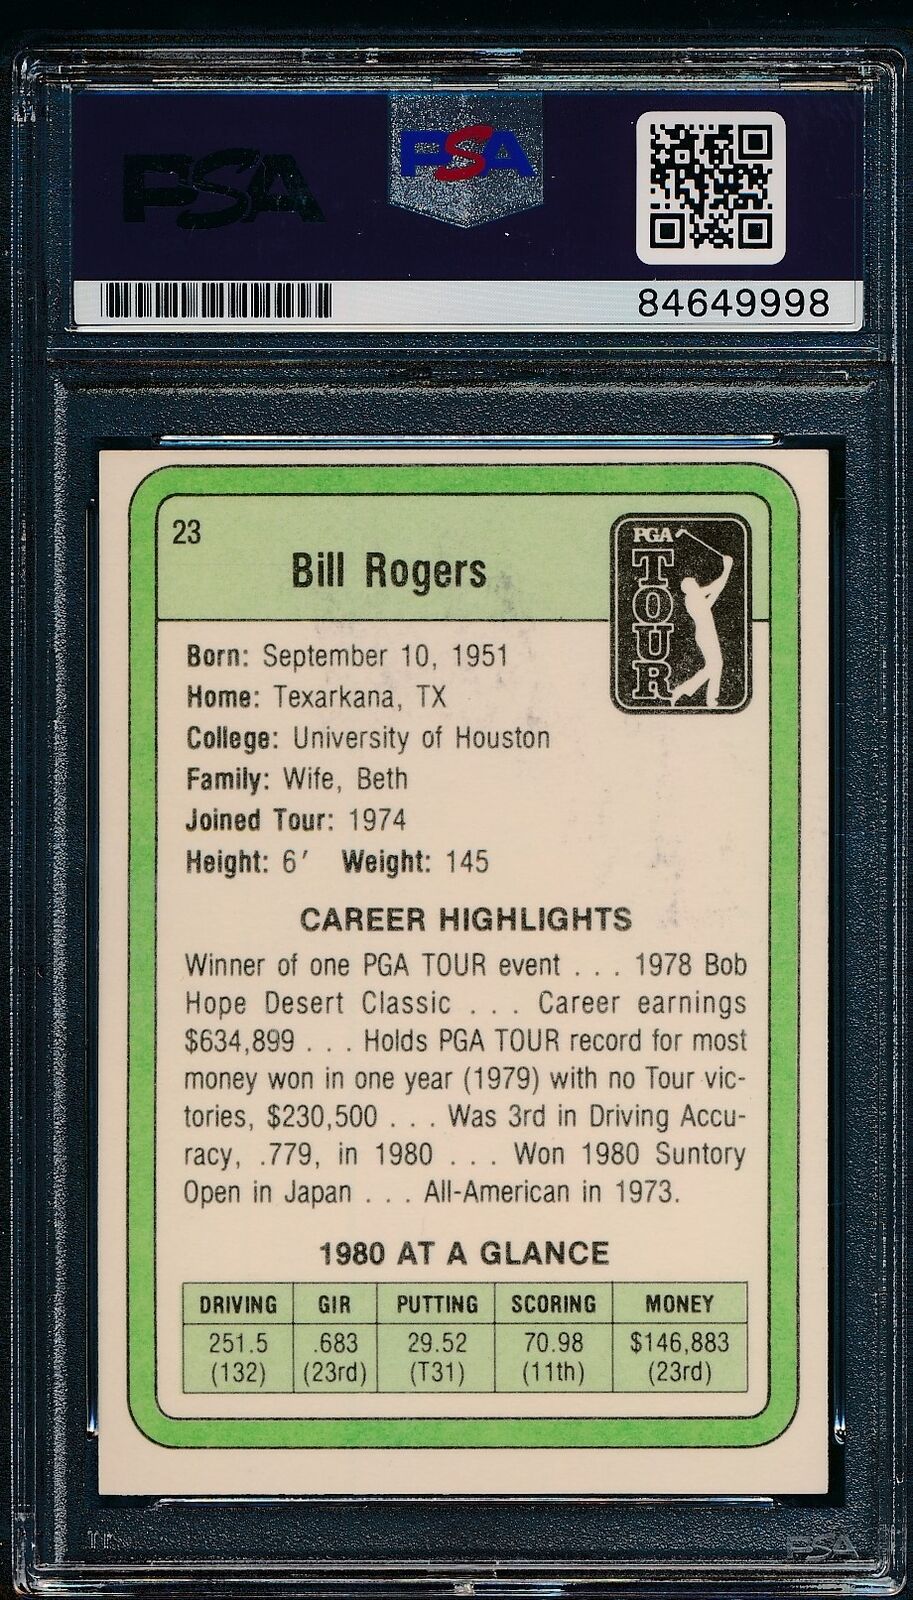 PSA
PSA
84649998
23
Bill Rogers
PGA
TOUR
Born: September 10, 1951
Home: Texarkana, TX
College: University of Houston
Family: Wife, Beth
Joined Tour: 1974
Height: 6′ Weight: 145
CAREER HIGHLIGHTS
Winner of one PGA TOUR event . . . 1978 Bob
Hope Desert Classic . . . Career earnings
$634,899 . . . Holds PGA TOUR record for most
money won in one year (1979) with no Tour vic-
tories, $230,500 . . . Was 3rd in Driving Accu-
racy, .779, in 1980 . . . Won 1980 Suntory
Open in Japan . . . All-American in 1973.
1980 AT A GLANCE
DRIVING GIR PUTTING SCORING MONEY
251.5 .683 29.52 70.98 $146,883
(132) (23rd) (T31) (11th) (23rd)
PSA